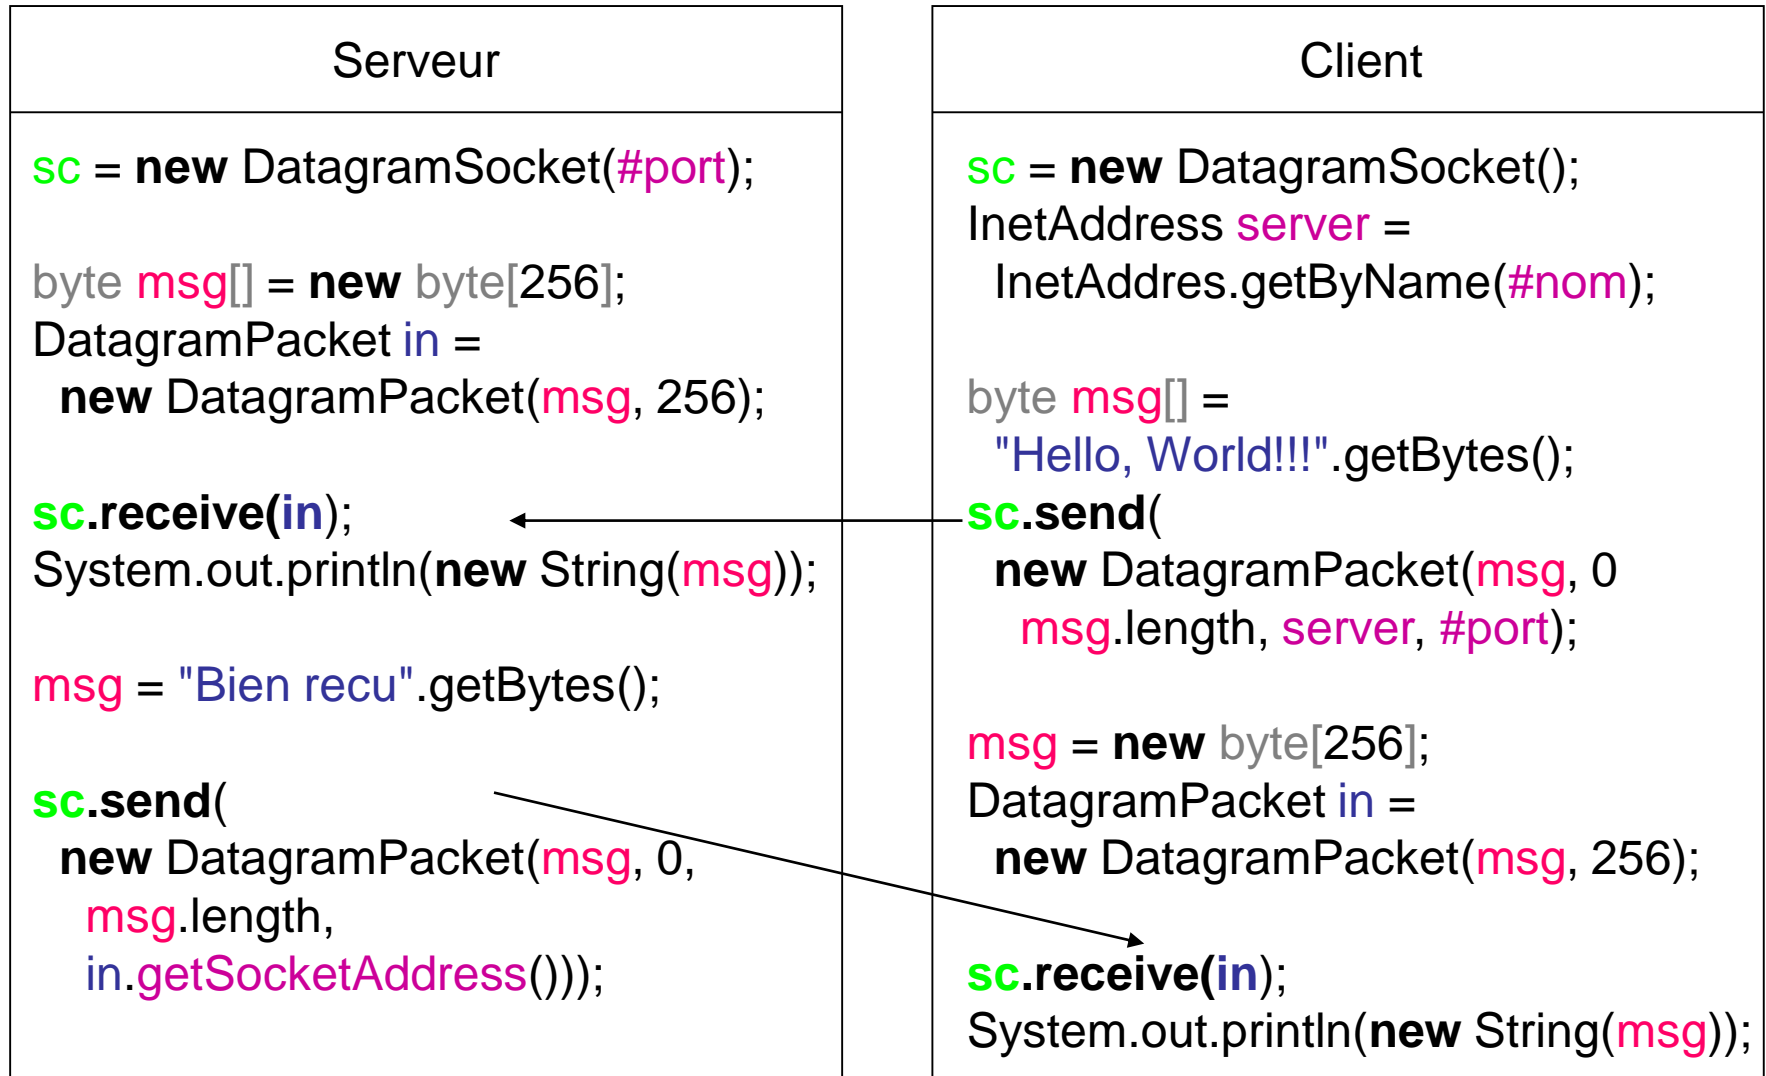 Serveur
sc = new DatagramSocket(#port);
byte msg[] = new byte[256];
DatagramPacket in =
new DatagramPacket(msg, 256);
sc.receive(in);
System.out.println(new String(msg));
msg = "Bien recu".getBytes();
sc.send(
new DatagramPacket(msg, 0,
msg.length,
in.getSocketAddress()));
Client
sc = new DatagramSocket();
InetAddress server =
InetAddres.getByName(#nom);
byte msg[] =
"Hello, World!!!".getBytes();
sc.send(
new DatagramPacket(msg, 0
msg.length, server, #port);
msg = new byte[256];
DatagramPacket in =
new DatagramPacket(msg, 256);
sc.receive(in);
System.out.println(new String(msg));